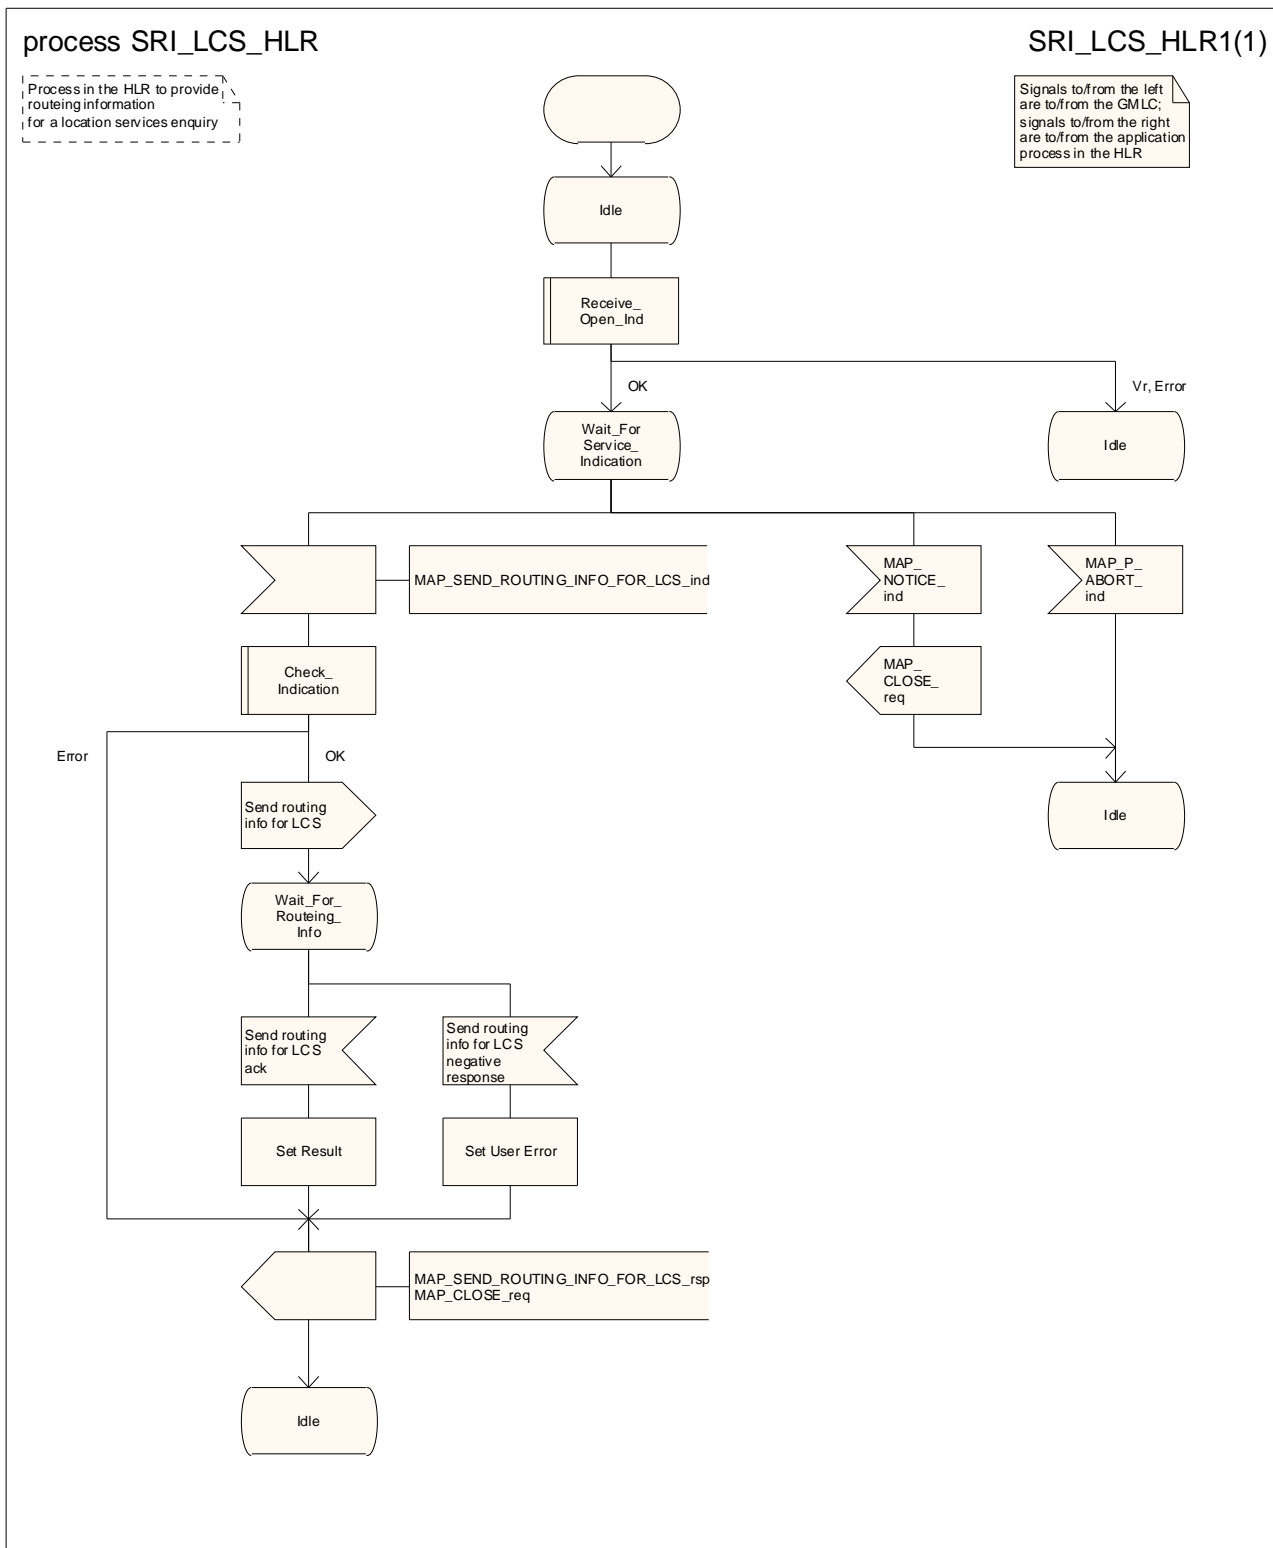 process SRI_LCS_HLR
SRI_LCS_HLR1(1)
Process in the HLR to provide
routeing information
for a location services enquiry
Signals to/from the left
are to/from the GMLC;
signals to/from the right
are to/from the application
process in the HLR
Idle
Receive_
Open_Ind
OK
Vr, Error
Wait_For
Service_
Indication
Idle
MAP_SEND_ROUTING_INFO_FOR_LCS_ind
MAP_
NOTICE_
ind
MAP_P_
ABORT_
ind
Check_
Indication
MAP_
CLOSE_
req
Error
OK
Send routing
info for LCS
Idle
Wait_For_
Routeing_
Info
Send routing
info for LCS
ack
Send routing
info for LCS
negative
response
Set Result
Set User Error
MAP_SEND_ROUTING_INFO_FOR_LCS_rsp
MAP_CLOSE_req
Idle